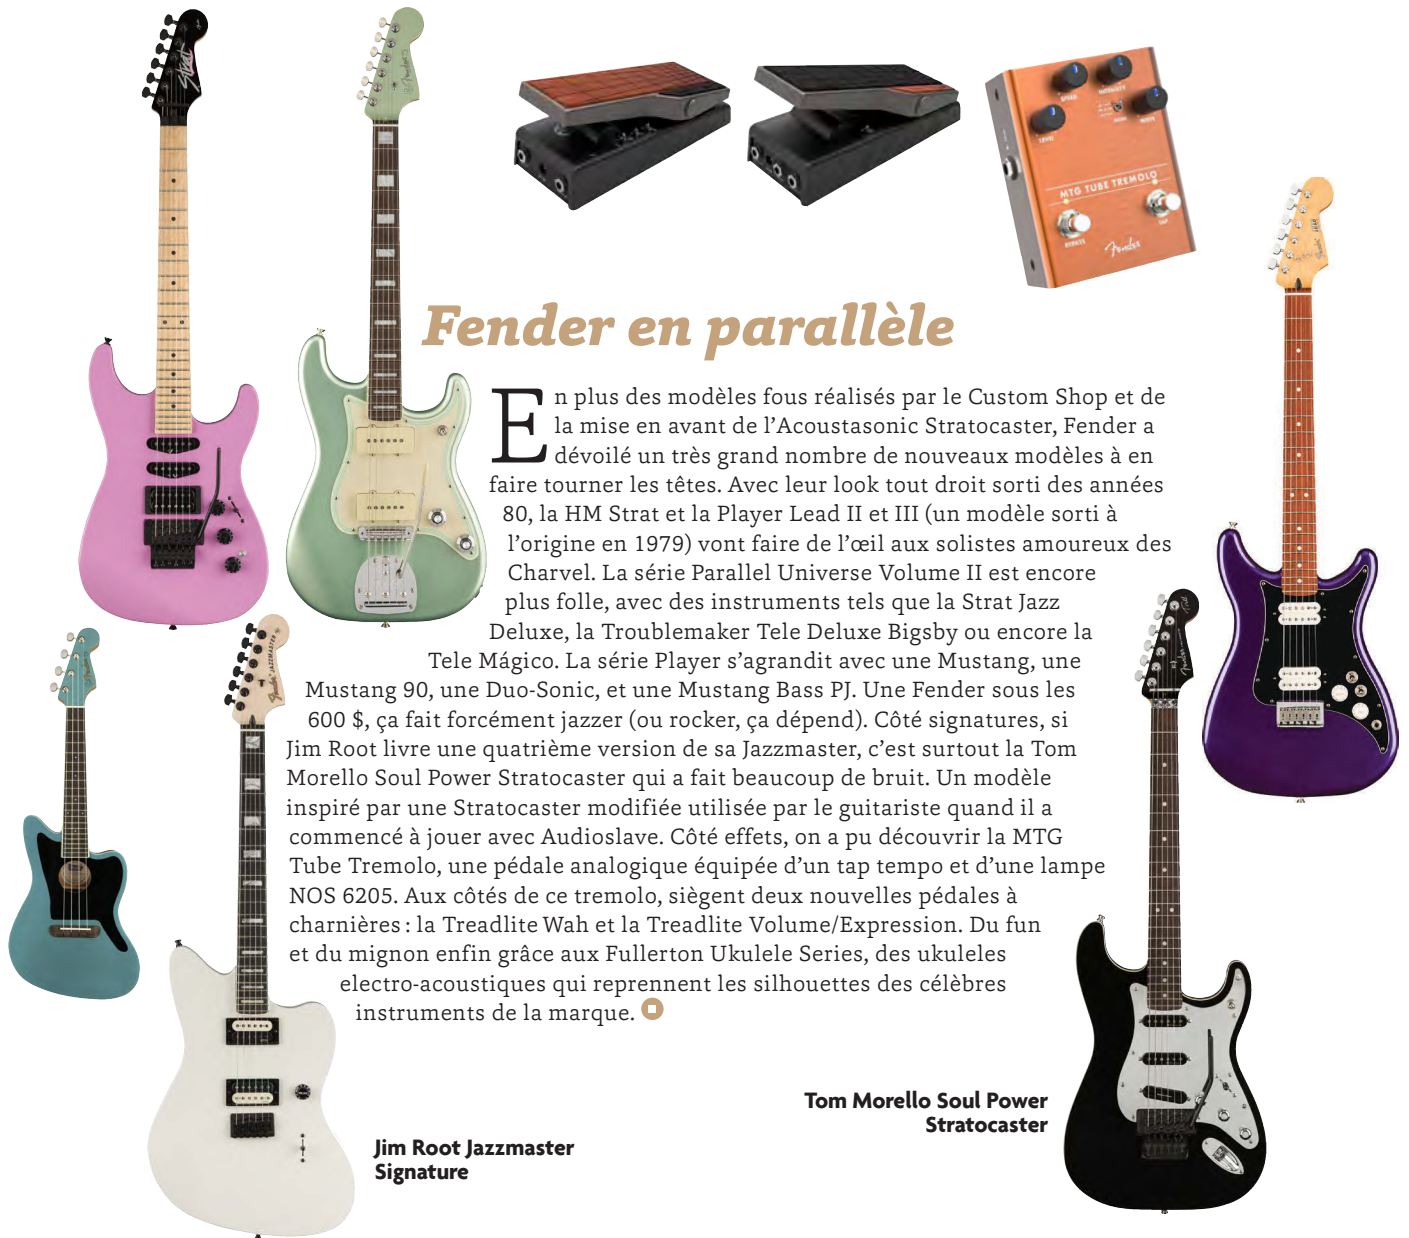 Strat
Fender
LEVEL
SPEED
INTENSITY
MTG TUBE TREMOLO
BYPASS
TAP
Fender
Fender en parallèle
En plus des modèles fous réalisés par le Custom Shop et de
la mise en avant de l’Acoustasonic Stratocaster, Fender a
dévoilé un très grand nombre de nouveaux modèles à en
faire tourner les têtes. Avec leur look tout droit sorti des années
80, la HM Strat et la Player Lead II et III (un modèle sorti à
l’origine en 1979) vont faire de l’œil aux solistes amoureux des
Charvel. La série Parallel Universe Volume II est encore
plus folle, avec des instruments tels que la Strat Jazz
Deluxe, la Troublemaker Tele Deluxe Bigsby ou encore la
Tele Mágico. La série Player s’agrandit avec une Mustang, une
Mustang 90, une Duo-Sonic, et une Mustang Bass PJ. Une Fender sous les
600 $, ça fait forcément jazzer (ou rocker, ça dépend). Côté signatures, si
Jim Root livre une quatrième version de sa Jazzmaster, c’est surtout la Tom
Morello Soul Power Stratocaster qui a fait beaucoup de bruit. Un modèle
inspiré par une Stratocaster modifiée utilisée par le guitariste quand il a
commencé à jouer avec Audioslave. Côté effets, on a pu découvrir la MTG
Tube Tremolo, une pédale analogique équipée d’un tap tempo et d’une lampe
NOS 6205. Aux côtés de ce tremolo, siègent deux nouvelles pédales à
charnières : la Treadlite Wah et la Treadlite Volume/Expression. Du fun
et du mignon enfin grâce aux Fullerton Ukulele Series, des ukuleles
electro-acoustiques qui reprennent les silhouettes des célèbres
instruments de la marque.
Fender JAZZMASTER
Fender
Fender
Jim Root Jazzmaster
Signature
Tom Morello Soul Power
Stratocaster